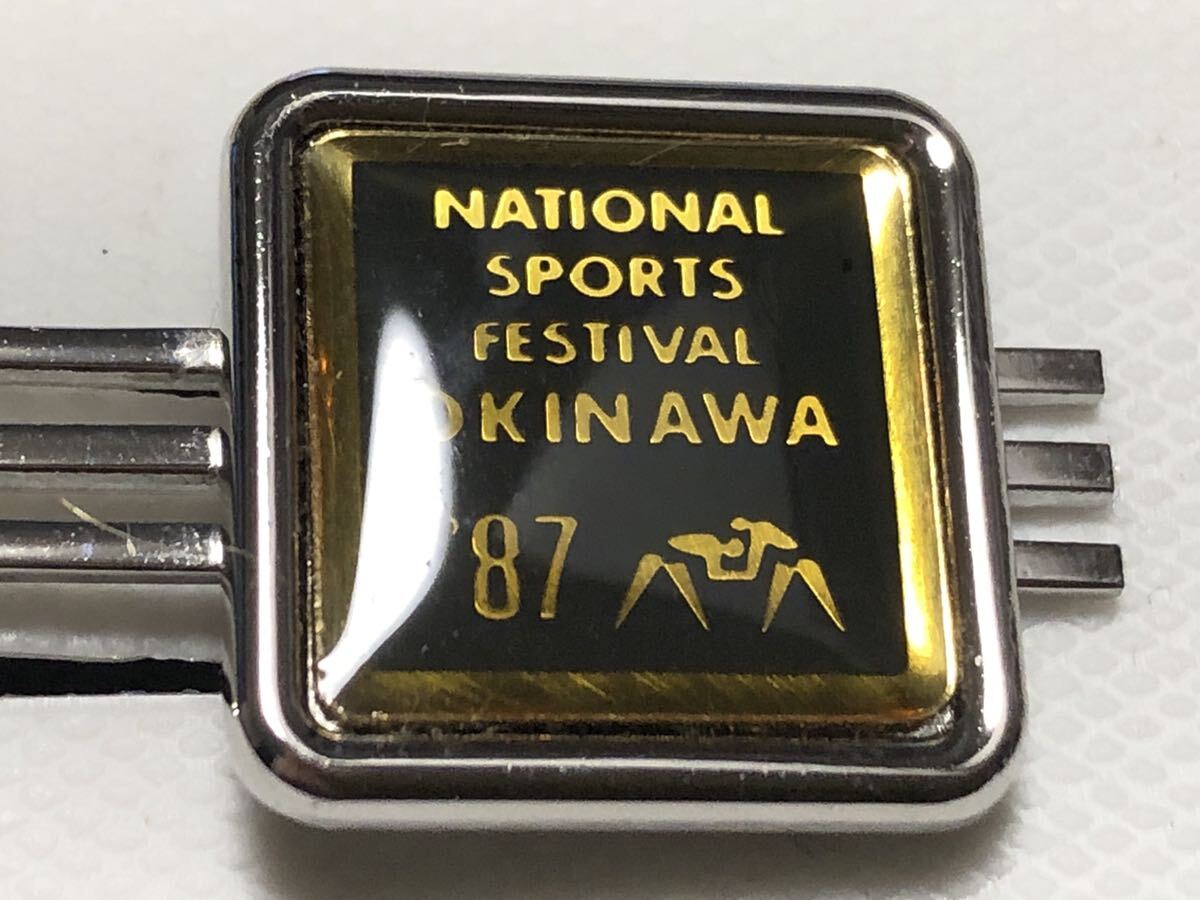 NATIONAL
SPORTS
FESTIVAL
OKINAWA
'87